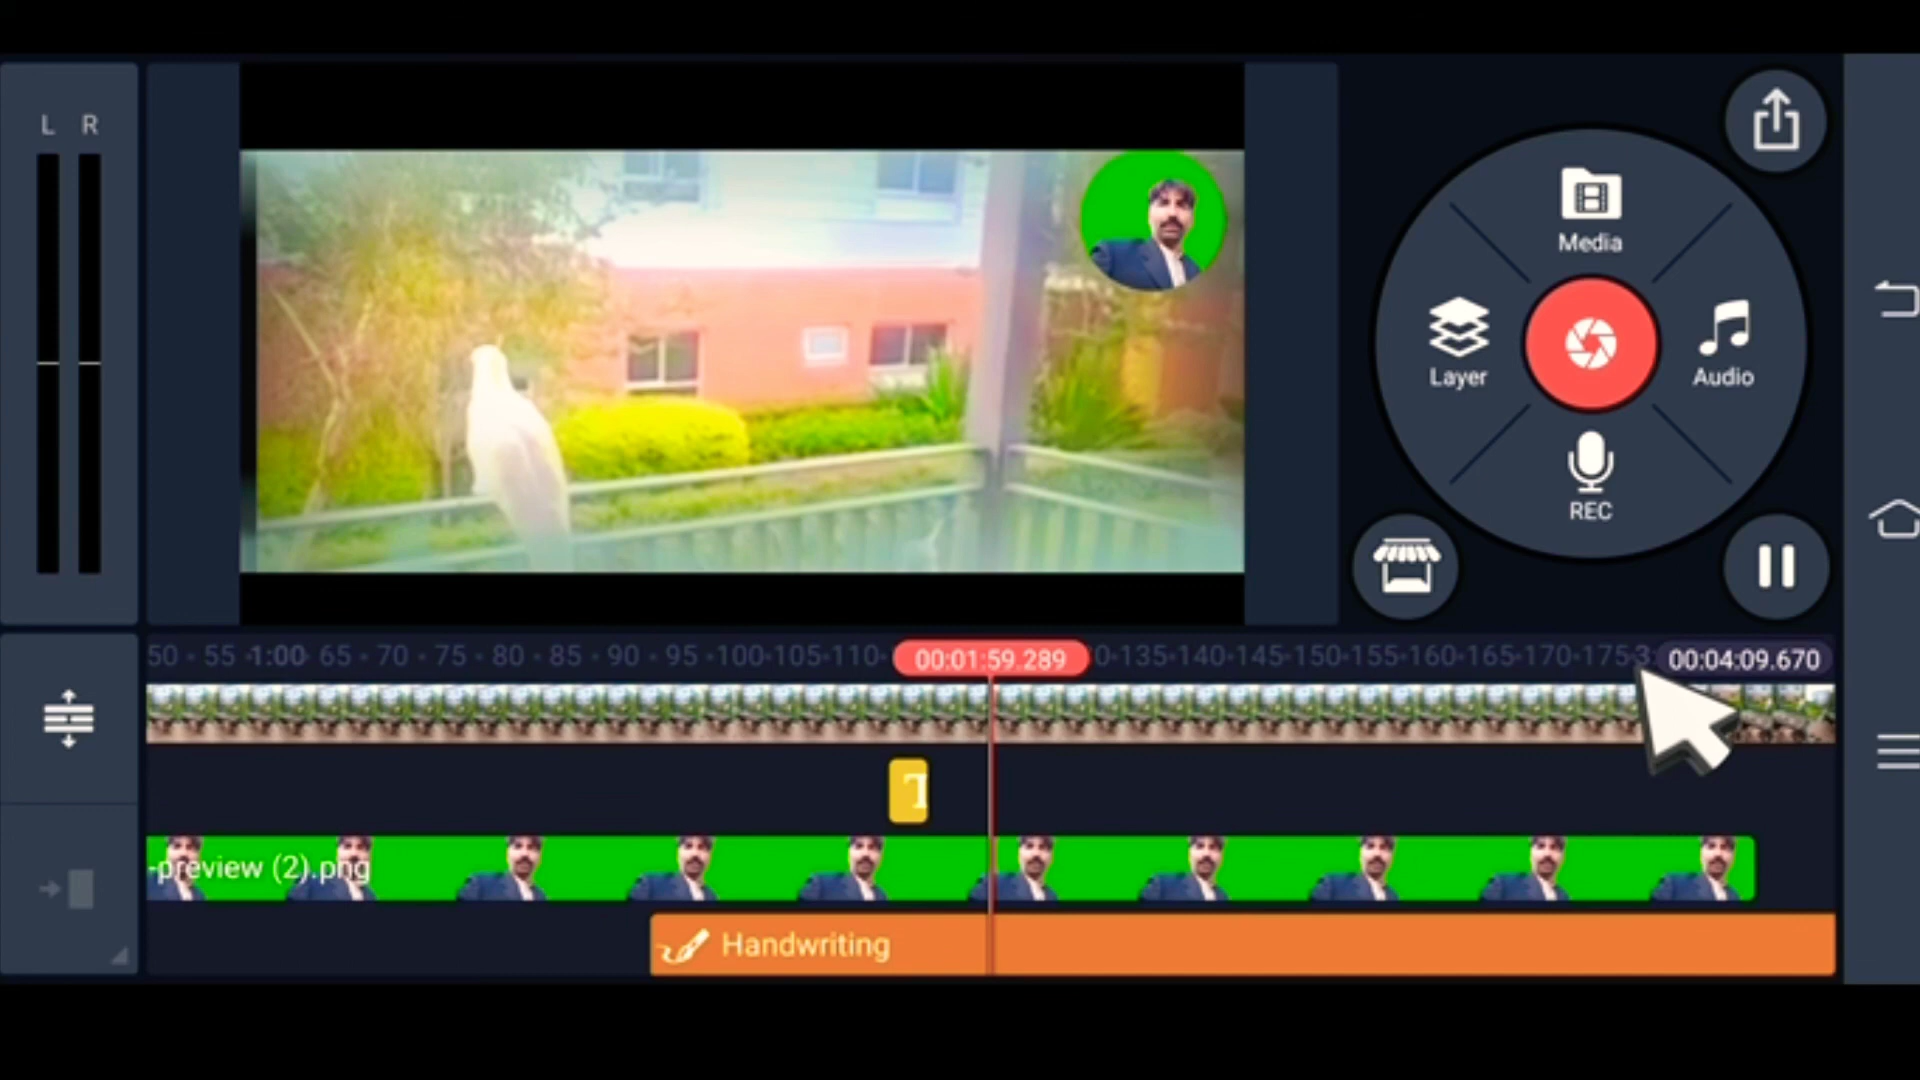 L R
Media
Layer
Audio
REC
50 55 1:00 65 70 75 80 85 90 95 100 105 110 00:01:59.289 135 140 145 150 155 160 165 170 175 00:04:09.670
T
-preview (2).png
Handwriting